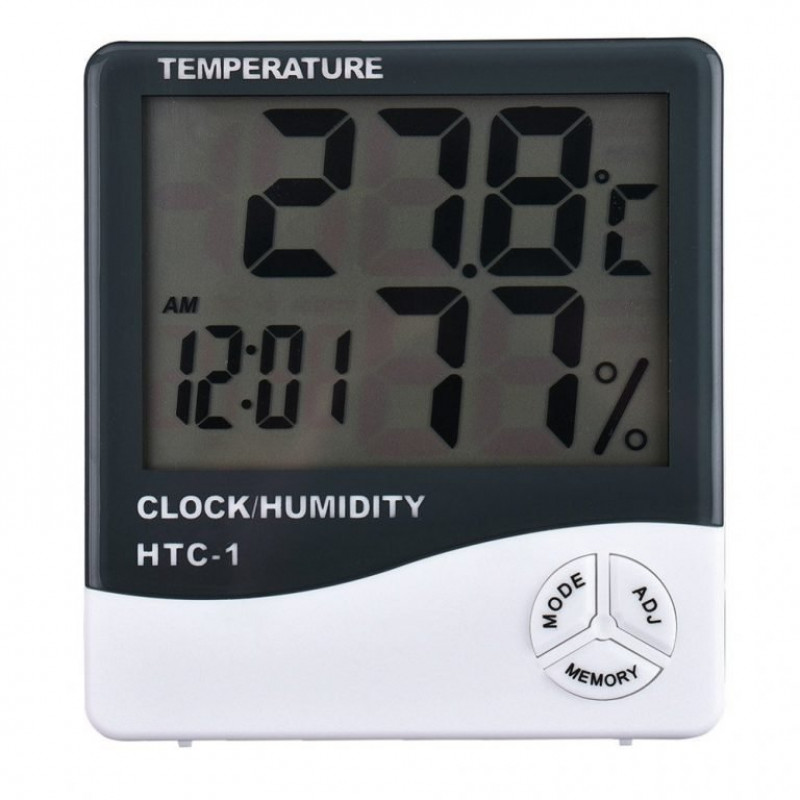 TEMPERATURE
27.8°C
AM
12:01
77%
CLOCK/HUMIDITY
HTC-1
MODE
ADJ
MEMORY